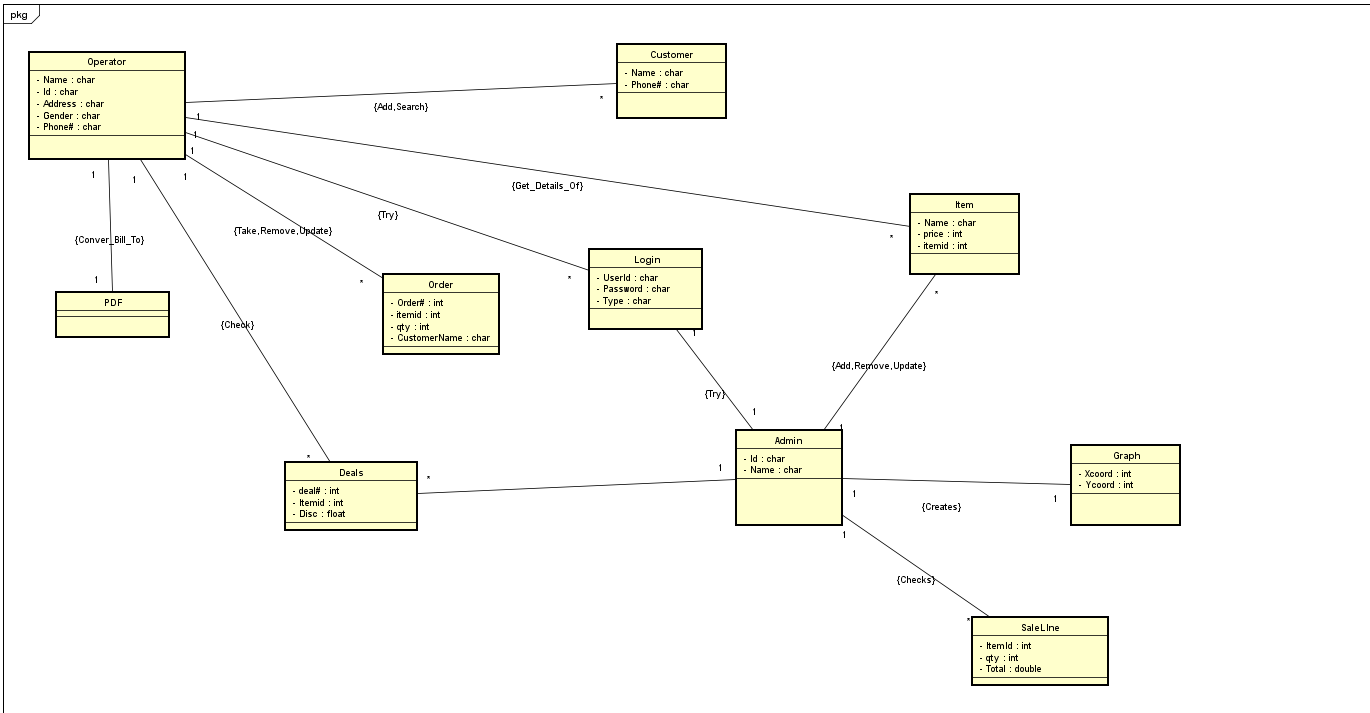 pkg
Operator
- Name : char
- Id : char
- Address : char
- Gender : char
- Phone# : char
Customer
- Name : char
- Phone# : char
{Add,Search}
*
1
1
1
1
1
1
{Get_Details_Of}
*
{Try}
*
{Take,Remove,Update}
*
{Conver_Bill_To}
1
PDF
{Check}
*
Item
- Name : char
- price : int
- itemid : int
*
Login
- UserId : char
- Password : char
- Type : char
1
Order
- Order# : int
- itemid : int
- qty : int
- CustomerName : char
{Add,Remove,Update}
{Try}
1
1
Admin
- Id : char
- Name : char
Deals
- deal# : int
- Itemid : int
- Disc : float
*
1
Graph
- Xcoord : int
- Ycoord : int
1
{Creates}
1
1
{Checks}
*
SaleLIne
- ItemId : int
- qty : int
- Total : double